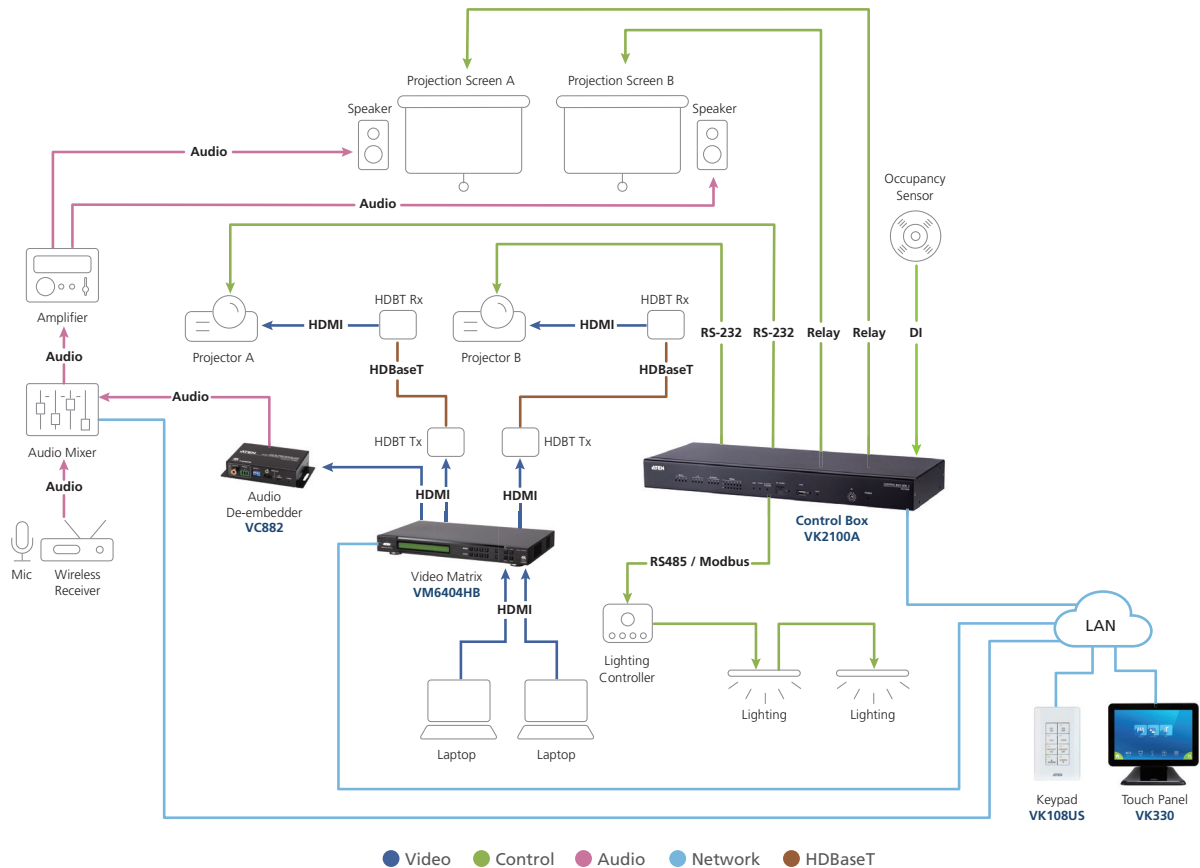 Projection Screen A
Projection Screen B
Speaker
Speaker
Audio
Audio
Occupancy
Sensor
Amplifier
HDBT Rx
HDBT Rx
HDMI
HDMI
Projector A
Projector B
RS-232
RS-232
Relay
Relay
DI
Audio
HDBaseT
HDBaseT
Audio
Audio Mixer
HDBT Tx
HDBT Tx
ATEN
ATEN
Audio
De-embedder
VC882
HDMI
HDMI
Audio
Control Box
VK2100A
Mic
Wireless
Receiver
Video Matrix
VM6404HB
RS485 / Modbus
HDMI
LAN
Lighting
Controller
Lighting
Lighting
Laptop
Laptop
ATEN
Keypad
VK108US
Touch Panel
VK330
Video
Control
Audio
Network
HDBaseT